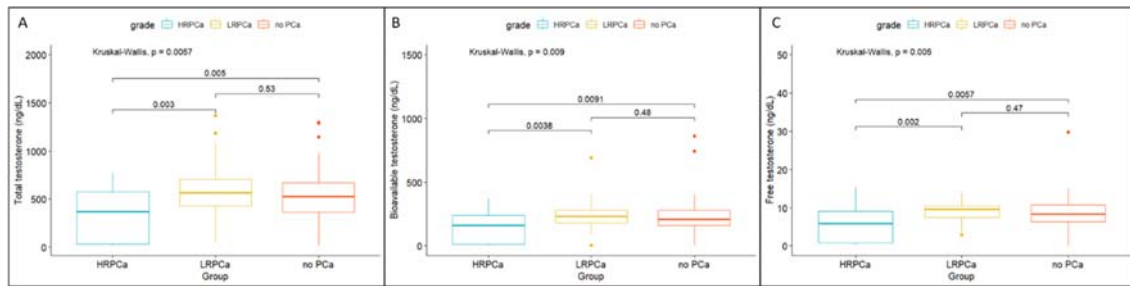 A
grade HRPCa LRPCa no PCa
Kruskal-Wallis, p = 0.0057
0.005
0.53
0.003
Total testosterone (ng/dL)
2000
1500
1000
500
0
HRPCa LRPCa no PCa
Group
B
grade HRPCa LRPCa no PCa
Kruskal-Wallis, p = 0.009
0.0091
0.48
0.0038
Bioavailable testosterone (ng/dL)
1500
1000
500
0
HRPCa LRPCa no PCa
Group
C
grade HRPCa LRPCa no PCa
Kruskal-Wallis, p = 0.005
0.0057
0.47
0.002
Free testosterone (ng/dL)
50
40
30
20
10
0
HRPCa LRPCa no PCa
Group